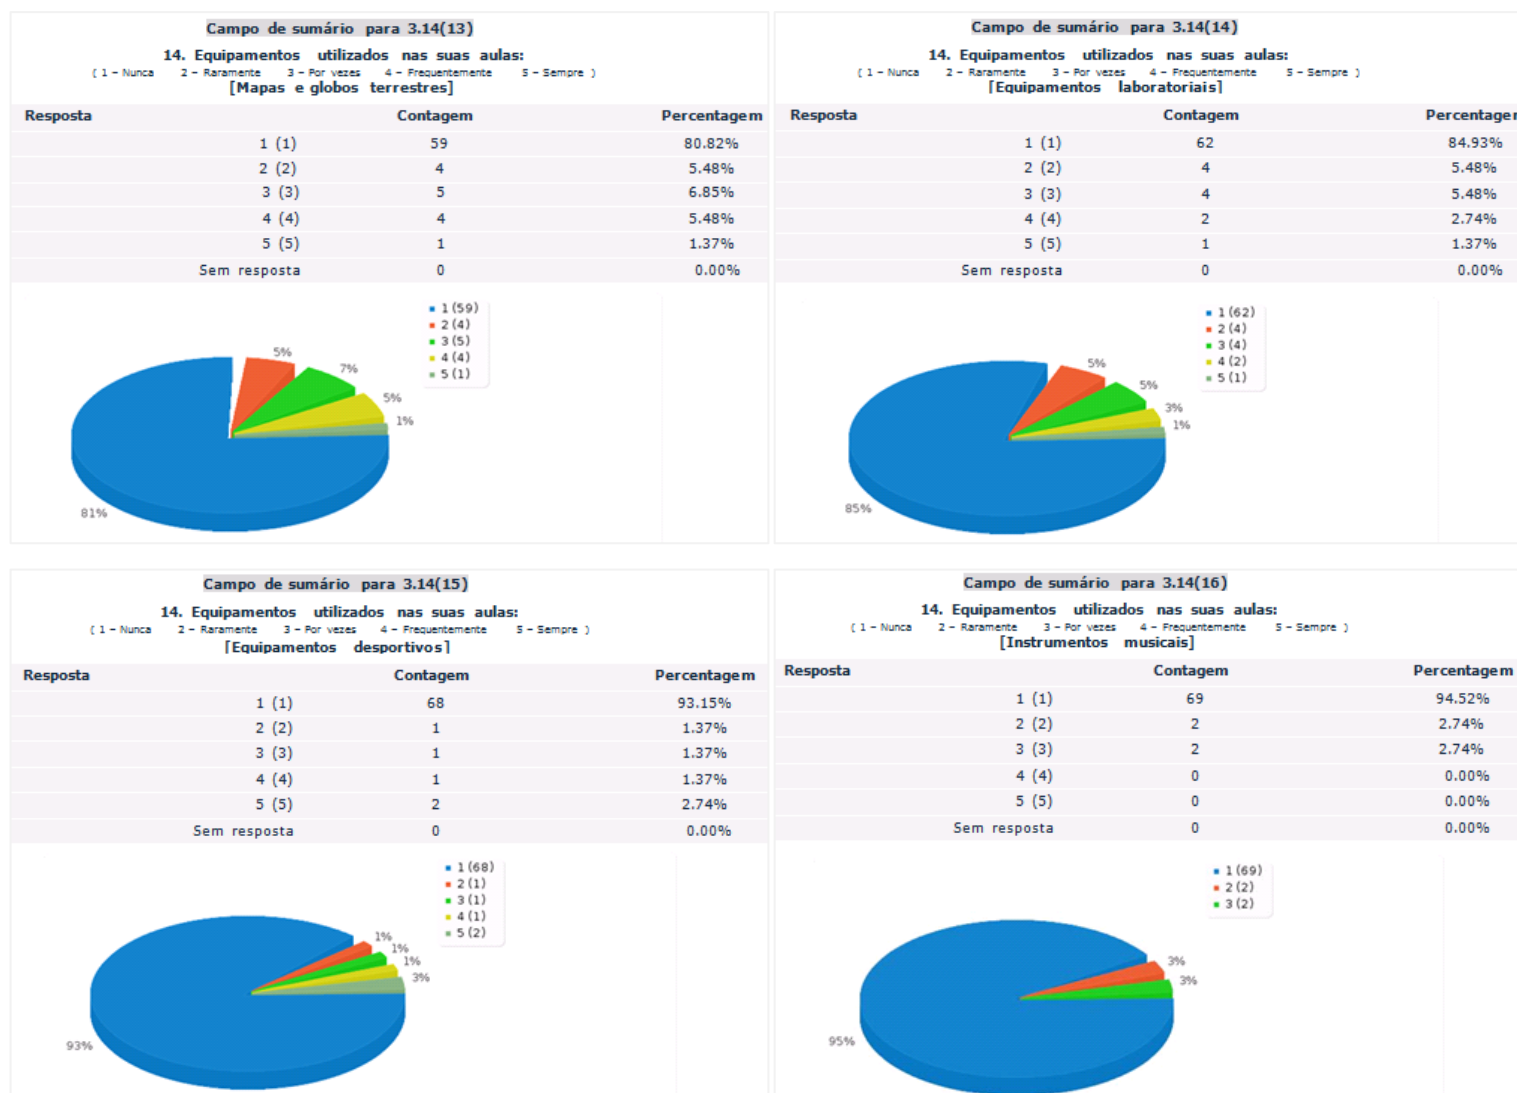 Campo de sumário para 3.14(13)
14. Equipamentos utilizados nas suas aulas:
( 1 – Nunca 2 – Raramente 3 – Por vezes 4 – Frequentemente 5 – Sempre )
[Mapas e globos terrestres]
Resposta Contagem Percentagem
1 (1) 59 80.82%
2 (2) 4 5.48%
3 (3) 5 6.85%
4 (4) 4 5.48%
5 (5) 1 1.37%
Sem resposta 0 0.00%
1 (59)
2 (4)
3 (5)
4 (4)
5 (1)
5%
7%
5%
1%
81%
Campo de sumário para 3.14(14)
14. Equipamentos utilizados nas suas aulas:
( 1 – Nunca 2 – Raramente 3 – Por vezes 4 – Frequentemente 5 – Sempre )
[Equipamentos laboratoriais]
Resposta Contagem Percentagem
1 (1) 62 84.93%
2 (2) 4 5.48%
3 (3) 4 5.48%
4 (4) 2 2.74%
5 (5) 1 1.37%
Sem resposta 0 0.00%
1 (62)
2 (4)
3 (4)
4 (2)
5 (1)
5%
5%
3%
1%
85%
Campo de sumário para 3.14(15)
14. Equipamentos utilizados nas suas aulas:
( 1 – Nunca 2 – Raramente 3 – Por vezes 4 – Frequentemente 5 – Sempre )
[Equipamentos desportivos]
Resposta Contagem Percentagem
1 (1) 68 93.15%
2 (2) 1 1.37%
3 (3) 1 1.37%
4 (4) 1 1.37%
5 (5) 2 2.74%
Sem resposta 0 0.00%
1 (68)
2 (1)
3 (1)
4 (1)
5 (2)
1%
1%
1%
3%
93%
Campo de sumário para 3.14(16)
14. Equipamentos utilizados nas suas aulas:
( 1 – Nunca 2 – Raramente 3 – Por vezes 4 – Frequentemente 5 – Sempre )
[Instrumentos musicais]
Resposta Contagem Percentagem
1 (1) 69 94.52%
2 (2) 2 2.74%
3 (3) 2 2.74%
4 (4) 0 0.00%
5 (5) 0 0.00%
Sem resposta 0 0.00%
1 (69)
2 (2)
3 (2)
3%
3%
95%